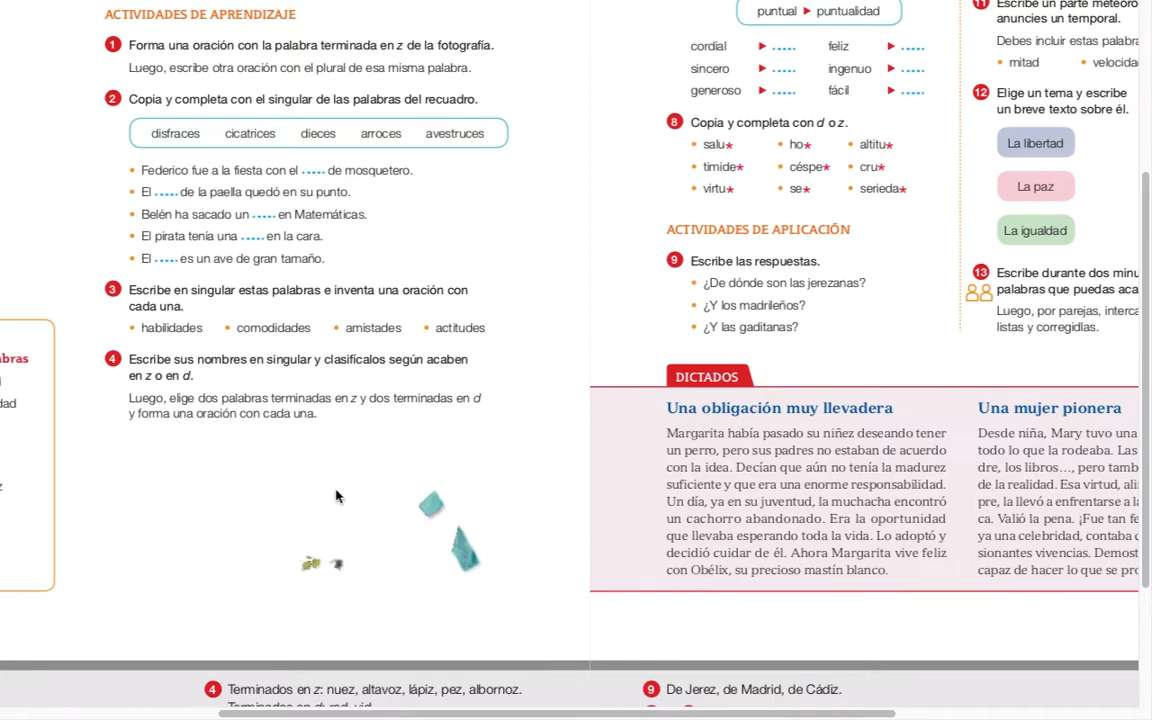 ACTIVIDADES DE APRENDIZAJE
1 Forma una oración con la palabra terminada en z de la fotografía.
Luego, escribe otra oración con el plural de esa misma palabra.
2 Copia y completa con el singular de las palabras del recuadro.
disfraces cicatrices dieces arroces avestruces
• Federico fue a la fiesta con el ..... de mosquetero.
• El ..... de la paella quedó en su punto.
• Belén ha sacado un ..... en Matemáticas.
• El pirata tenía una ..... en la cara.
• El ..... es un ave de gran tamaño.
3 Escribe en singular estas palabras e inventa una oración con
cada una.
• habilidades • comodidades • amistades • actitudes
4 Escribe sus nombres en singular y clasifícalos según acaben
en z o en d.
Luego, elige dos palabras terminadas en z y dos terminadas en d
y forma una oración con cada una.
abras
dad
z
puntual ▶ puntualidad
cordial ▶ ..... feliz ▶ .....
sincero ▶ ..... ingenuo ▶ .....
generoso ▶ ..... fácil ▶ .....
8 Copia y completa con d o z.
• salu* • ho* • altitu*
• timide* • céspe* • cru*
• virtu* • se* • serieda*
ACTIVIDADES DE APLICACIÓN
9 Escribe las respuestas.
• ¿De dónde son las jerezanas?
• ¿Y los madrileños?
• ¿Y las gaditanas?
11 Escribe un parte meteoro
anuncies un temporal.
Debes incluir estas palabra
• mitad • velocida
12 Elige un tema y escribe
un breve texto sobre él.
La libertad
La paz
La igualdad
13 Escribe durante dos minu
palabras que puedas aca
Luego, por parejas, interca
listas y corregidlas.
DICTADOS
Una obligación muy llevadera
Margarita había pasado su niñez deseando tener
un perro, pero sus padres no estaban de acuerdo
con la idea. Decían que aún no tenía la madurez
suficiente y que era una enorme responsabilidad.
Un día, ya en su juventud, la muchacha encontró
un cachorro abandonado. Era la oportunidad
que llevaba esperando toda la vida. Lo adoptó y
decidió cuidar de él. Ahora Margarita vive feliz
con Obélix, su precioso mastín blanco.
Una mujer pionera
Desde niña, Mary tuvo una
todo lo que la rodeaba. Las
dre, los libros..., pero tamb
de la realidad. Esa virtud, ali
pre, la llevó a enfrentarse a la
ca. Valió la pena. ¡Fue tan fe
ya una celebridad, contaba c
sionantes vivencias. Demost
capaz de hacer lo que se pro
4 Terminados en z: nuez, altavoz, lápiz, pez, albornoz.
Terminados en d: red, vid.
9 De Jerez, de Madrid, de Cádiz.